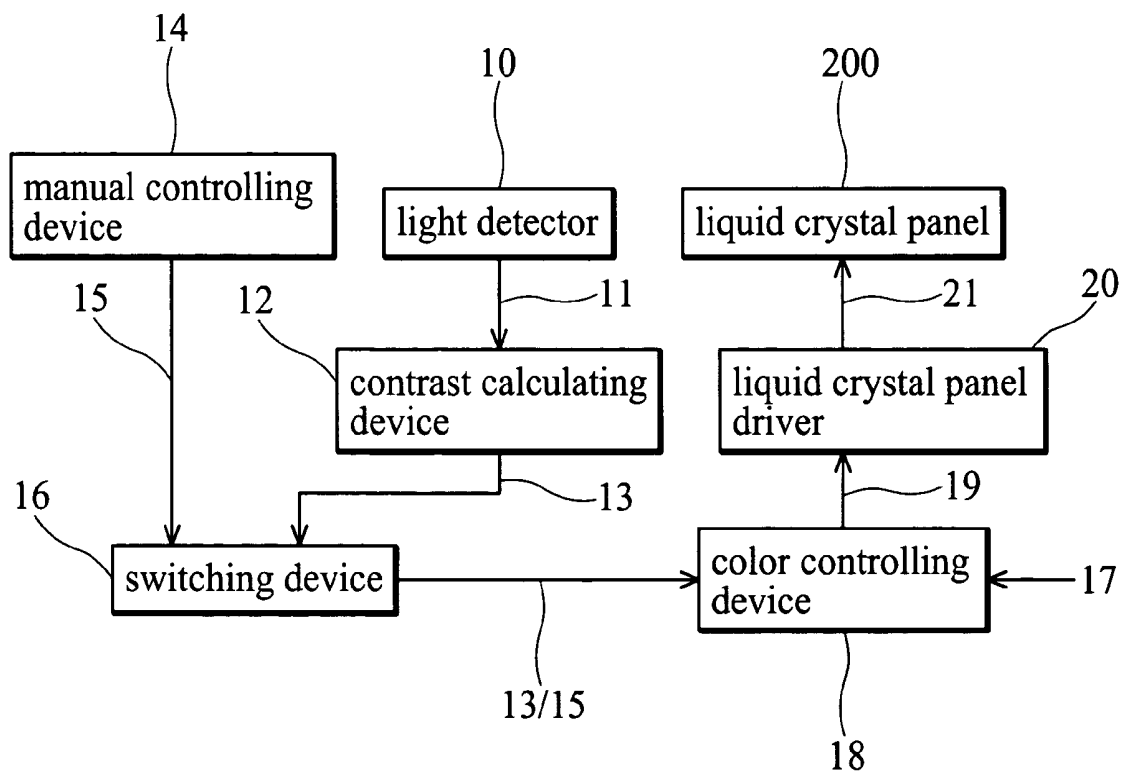 14
10
200
manual controlling
device
light detector
liquid crystal panel
15
12
11
21
20
contrast calculating
device
liquid crystal panel
driver
16
13
19
switching device
color controlling
device
17
13/15
18